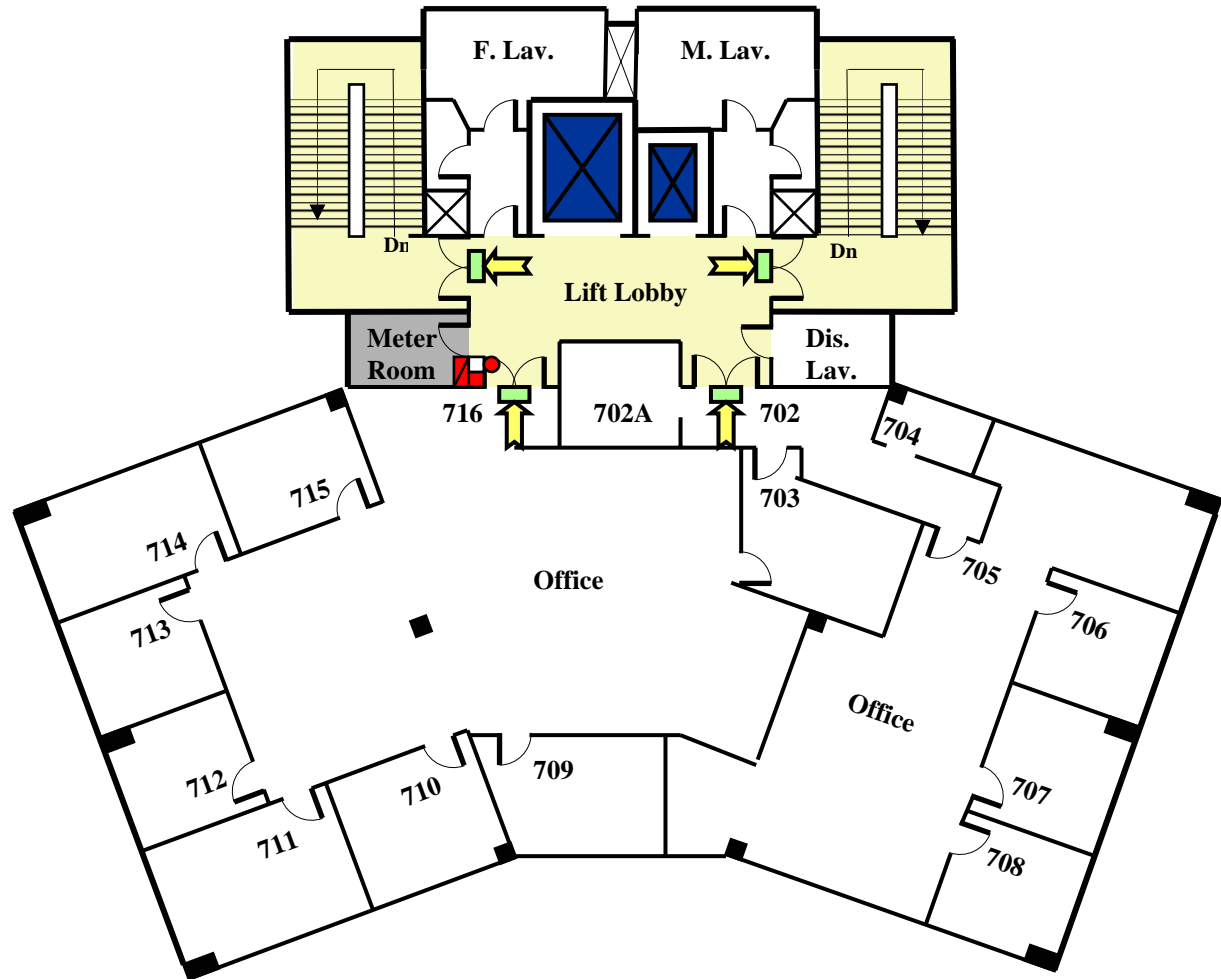 F. Lav.
M. Lav.
Dn
Dn
Lift Lobby
Meter
Room
Dis.
Lav.
716
702A
702
704
703
715
714
705
Office
713
706
Office
712
710
709
707
711
708